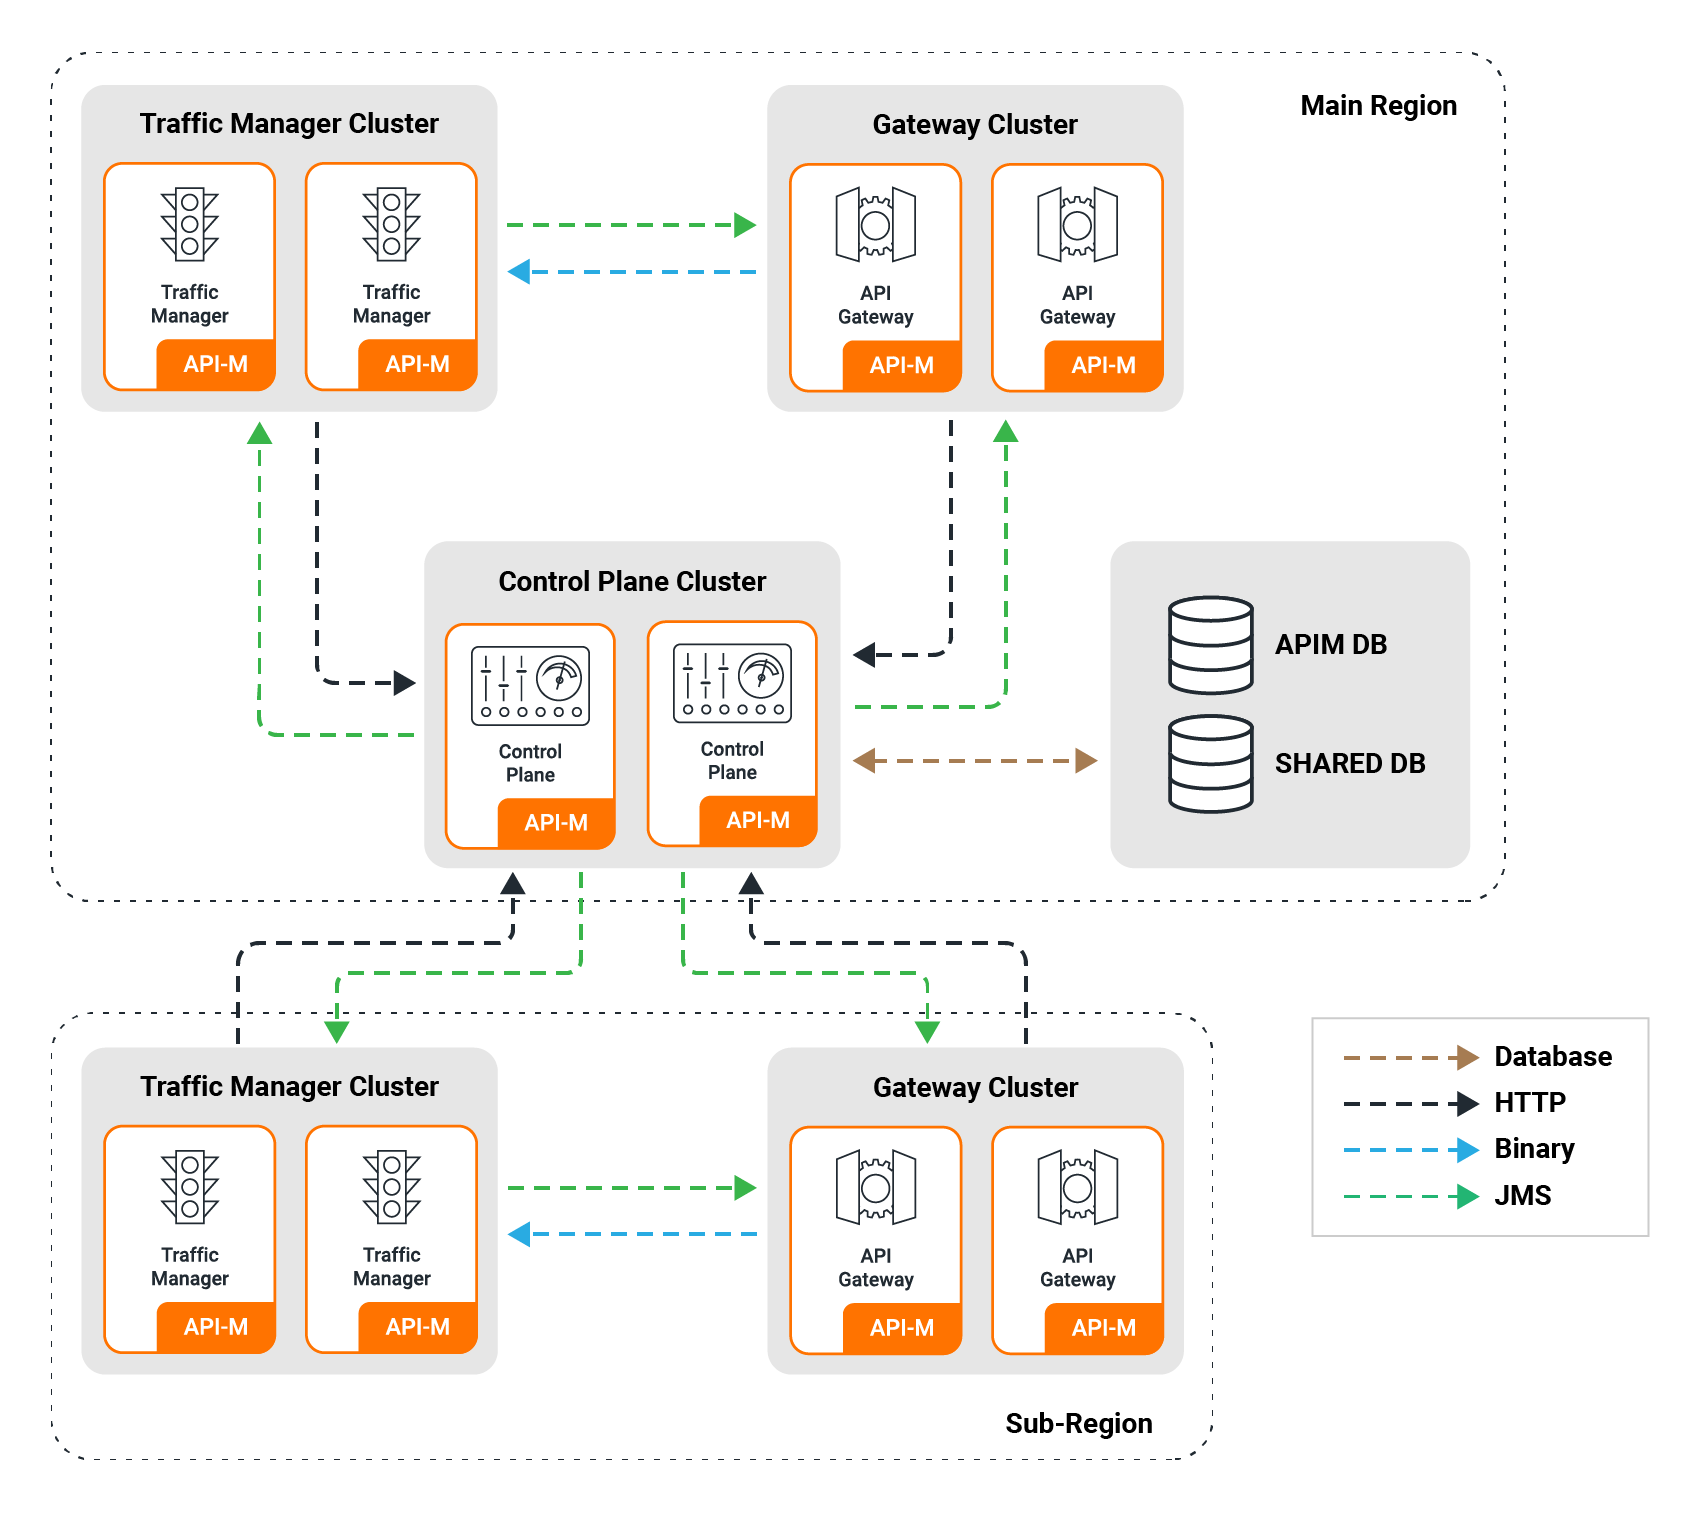 Main Region
Traffic Manager Cluster
Traffic
Manager
API-M
Traffic
Manager
API-M
Gateway Cluster
API
Gateway
API-M
API
Gateway
API-M
Control Plane Cluster
Control
Plane
API-M
Control
Plane
API-M
APIM DB
SHARED DB
Traffic Manager Cluster
Traffic
Manager
API-M
Traffic
Manager
API-M
Gateway Cluster
API
Gateway
API-M
API
Gateway
API-M
Sub-Region
Database
HTTP
Binary
JMS